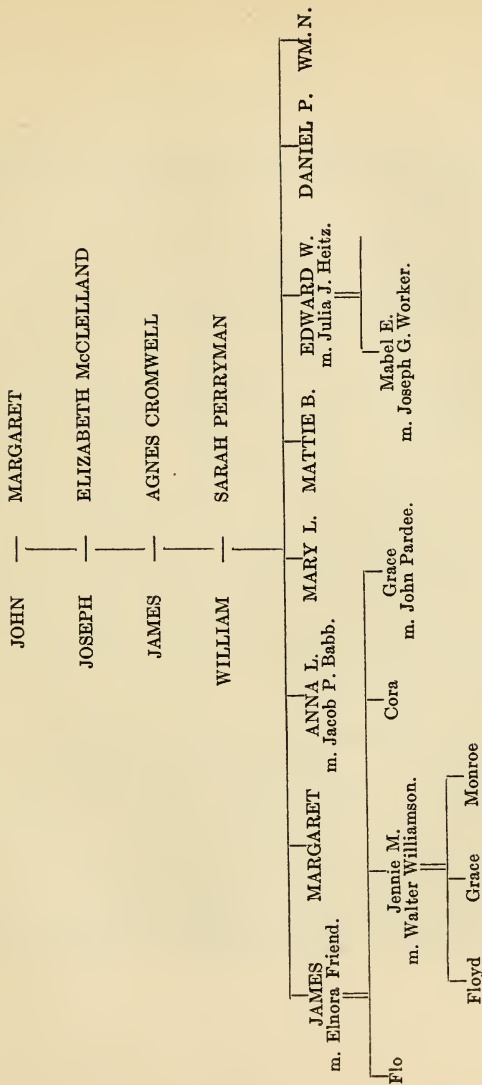 JOHN — MARGARET
JOSEPH — ELIZABETH McCLELLAND
JAMES — AGNES CROMWELL
WILLIAM — SARAH PERRYMAN
JAMES
m. Elnora Friend.
MARGARET
ANNA L.
m. Jacob P. Babb.
MARY L.
MATTIE B.
EDWARD W.
m. Julia J. Heitz.
DANIEL P.
WM. N.
Flo
Jennie M.
m. Walter Williamson.
Cora
Grace
m. John Pardee.
Mabel E.
m. Joseph G. Worker.
Floyd
Grace
Monroe